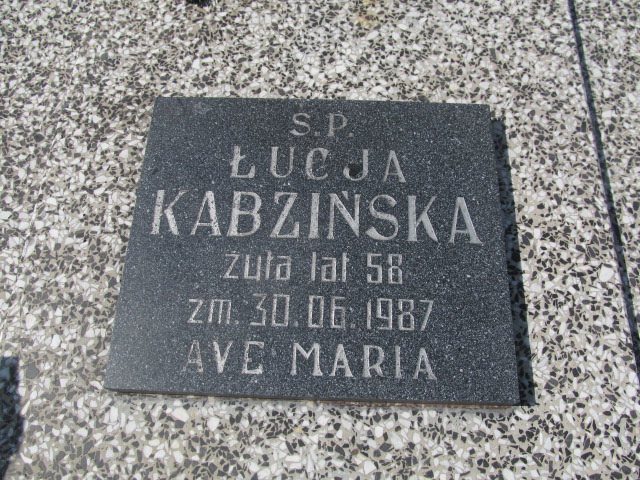 Ś.P.
ŁUCJA
KABZIŃSKA
żyła lat 58
zm. 30.06.1987
AVE MARIA